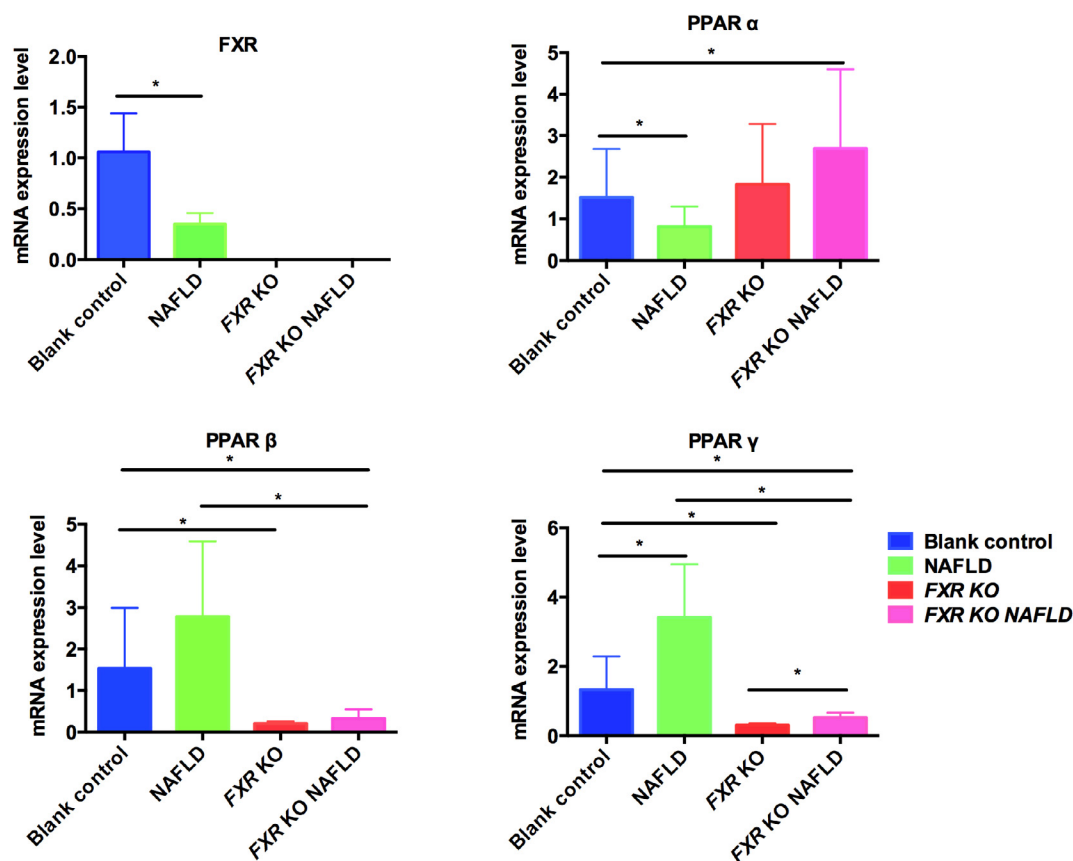 FXR
mRNA expression level
2.0
1.5
1.0
0.5
0.0
*
Blank control
NAFLD
FXR KO
FXR KO NAFLD
PPAR α
mRNA expression level
5
4
3
2
1
0
*
*
Blank control
NAFLD
FXR KO
FXR KO NAFLD
PPAR β
mRNA expression level
5
4
3
2
1
0
*
*
*
Blank control
NAFLD
FXR KO
FXR KO NAFLD
PPAR γ
mRNA expression level
6
4
2
0
*
*
*
*
*
Blank control
NAFLD
FXR KO
FXR KO NAFLD
Blank control
NAFLD
FXR KO
FXR KO NAFLD